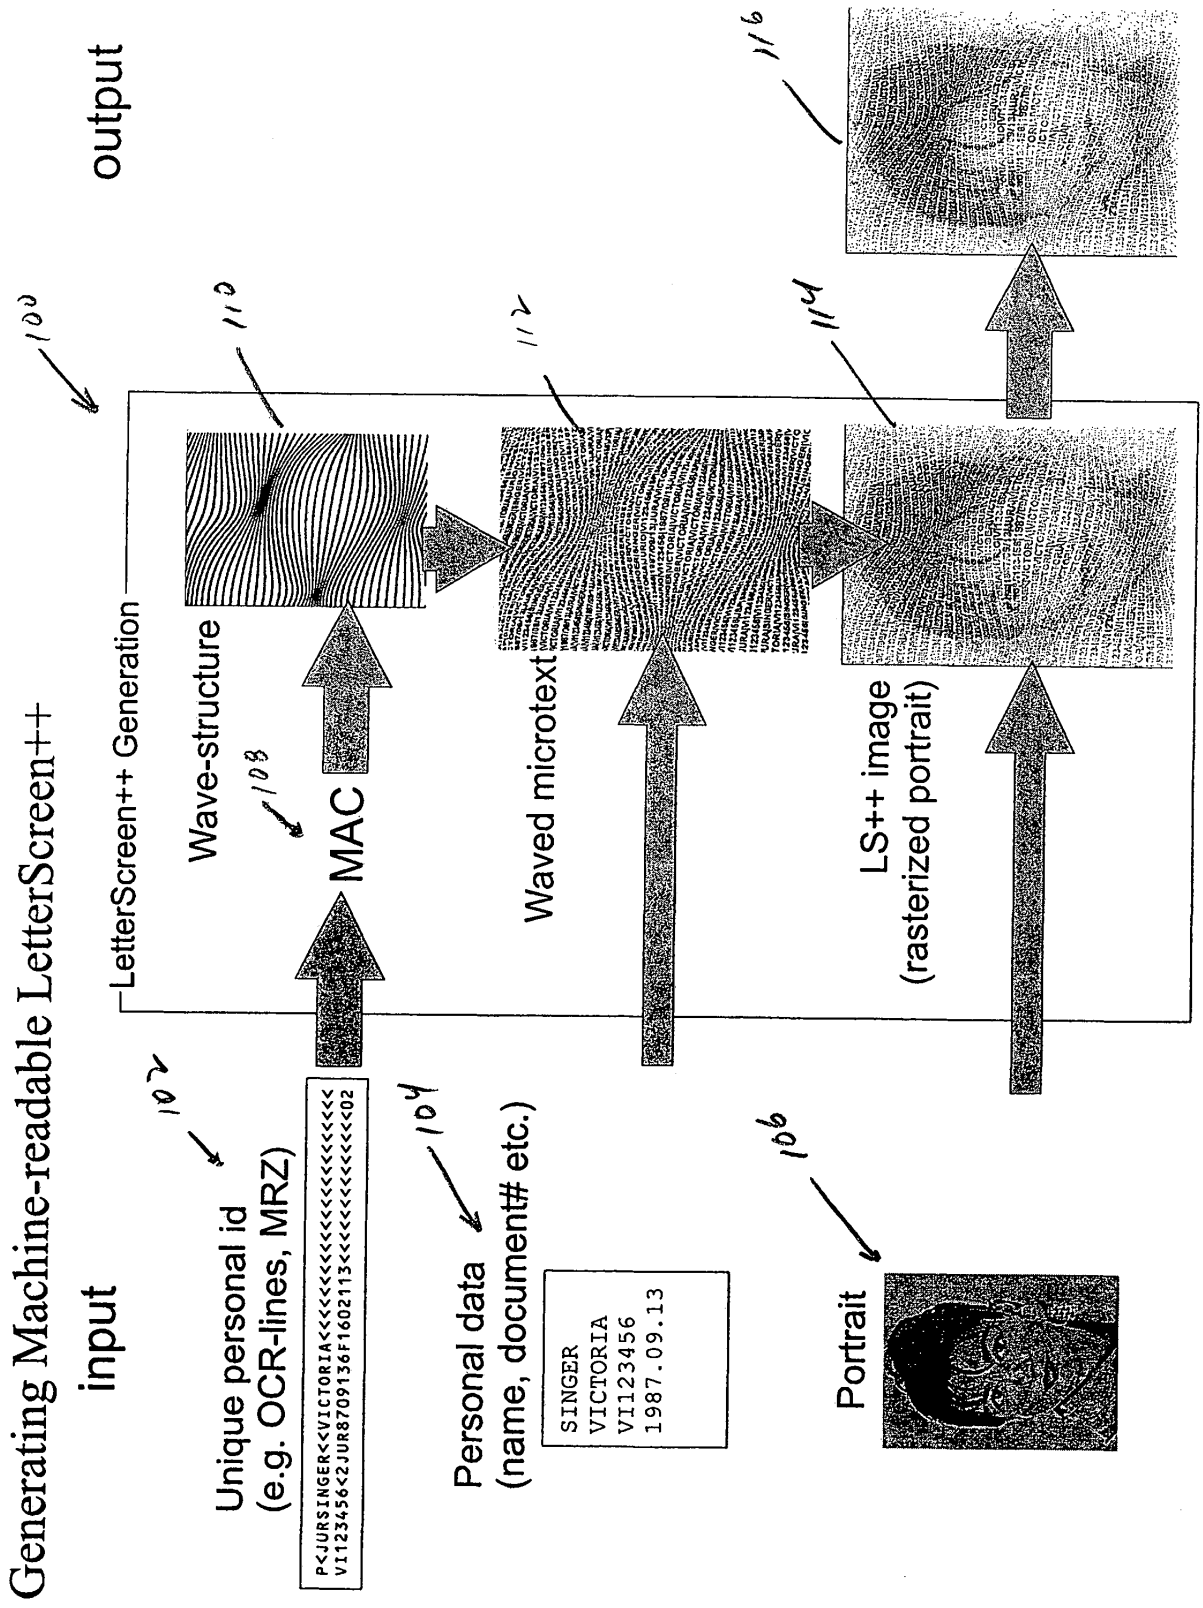 Generating Machine-readable LetterScreen++
input
output
100
LetterScreen++ Generation
102
Unique personal id
(e.g. OCR-lines, MRZ)
P<JURSINGER<<VICTORIA<<<<<<<<<<<<<<<<<<<<<<<
VI123456<2JUR8709136F1602113<<<<<<<<<<<<<<02
108
MAC
Wave-structure
110
104
Personal data
(name, document# etc.)
SINGER
VICTORIA
VI123456
1987.09.13
Waved microtext
112
106
Portrait
LS++ image
(rasterized portrait)
114
116